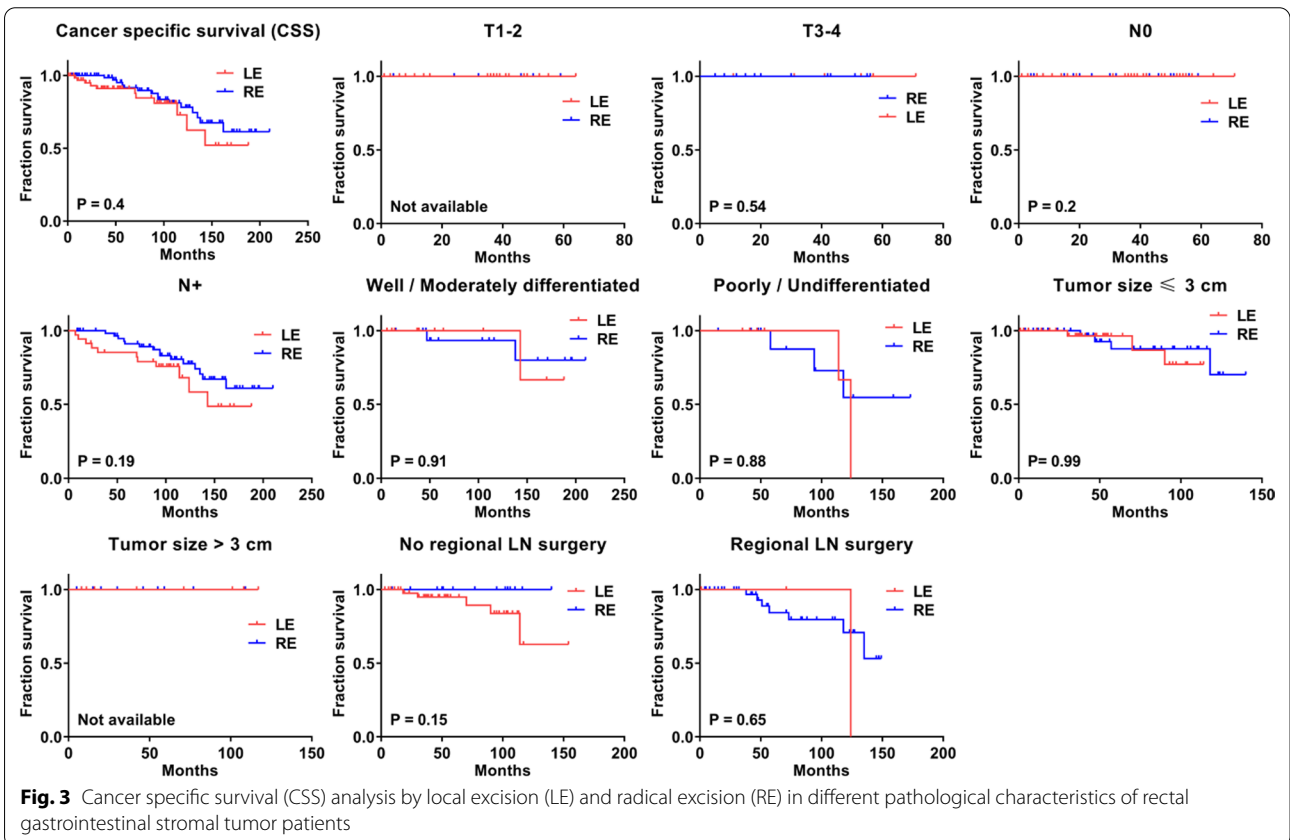 Cancer specific survival (CSS)
Fraction survival
1.0
0.5
0.0
LE
RE
P = 0.4
0 50 100 150 200 250
Months
T1-2
Fraction survival
1.0
0.5
0.0
LE
RE
Not available
0 20 40 60 80
Months
T3-4
Fraction survival
1.0
0.5
0.0
RE
LE
P = 0.54
0 20 40 60 80
Months
N0
Fraction survival
1.0
0.5
0.0
LE
RE
P = 0.2
0 20 40 60 80
Months
N+
Fraction survival
1.0
0.5
0.0
LE
RE
P = 0.19
0 50 100 150 200 250
Months
Well / Moderately differentiated
Fraction survival
1.0
0.5
0.0
LE
RE
P = 0.91
0 50 100 150 200 250
Months
Poorly / Undifferentiated
Fraction survival
1.0
0.5
0.0
LE
RE
P = 0.88
0 50 100 150 200
Months
Tumor size ≤ 3 cm
Fraction survival
1.0
0.5
0.0
LE
RE
P= 0.99
0 50 100 150
Months
Tumor size > 3 cm
Fraction survival
1.0
0.5
0.0
LE
RE
Not available
0 50 100 150
Months
No regional LN surgery
Fraction survival
1.0
0.5
0.0
LE
RE
P = 0.15
0 50 100 150 200
Months
Regional LN surgery
Fraction survival
1.0
0.5
0.0
LE
RE
P = 0.65
0 50 100 150 200
Months
Fig. 3 Cancer specific survival (CSS) analysis by local excision (LE) and radical excision (RE) in different pathological characteristics of rectal
gastrointestinal stromal tumor patients